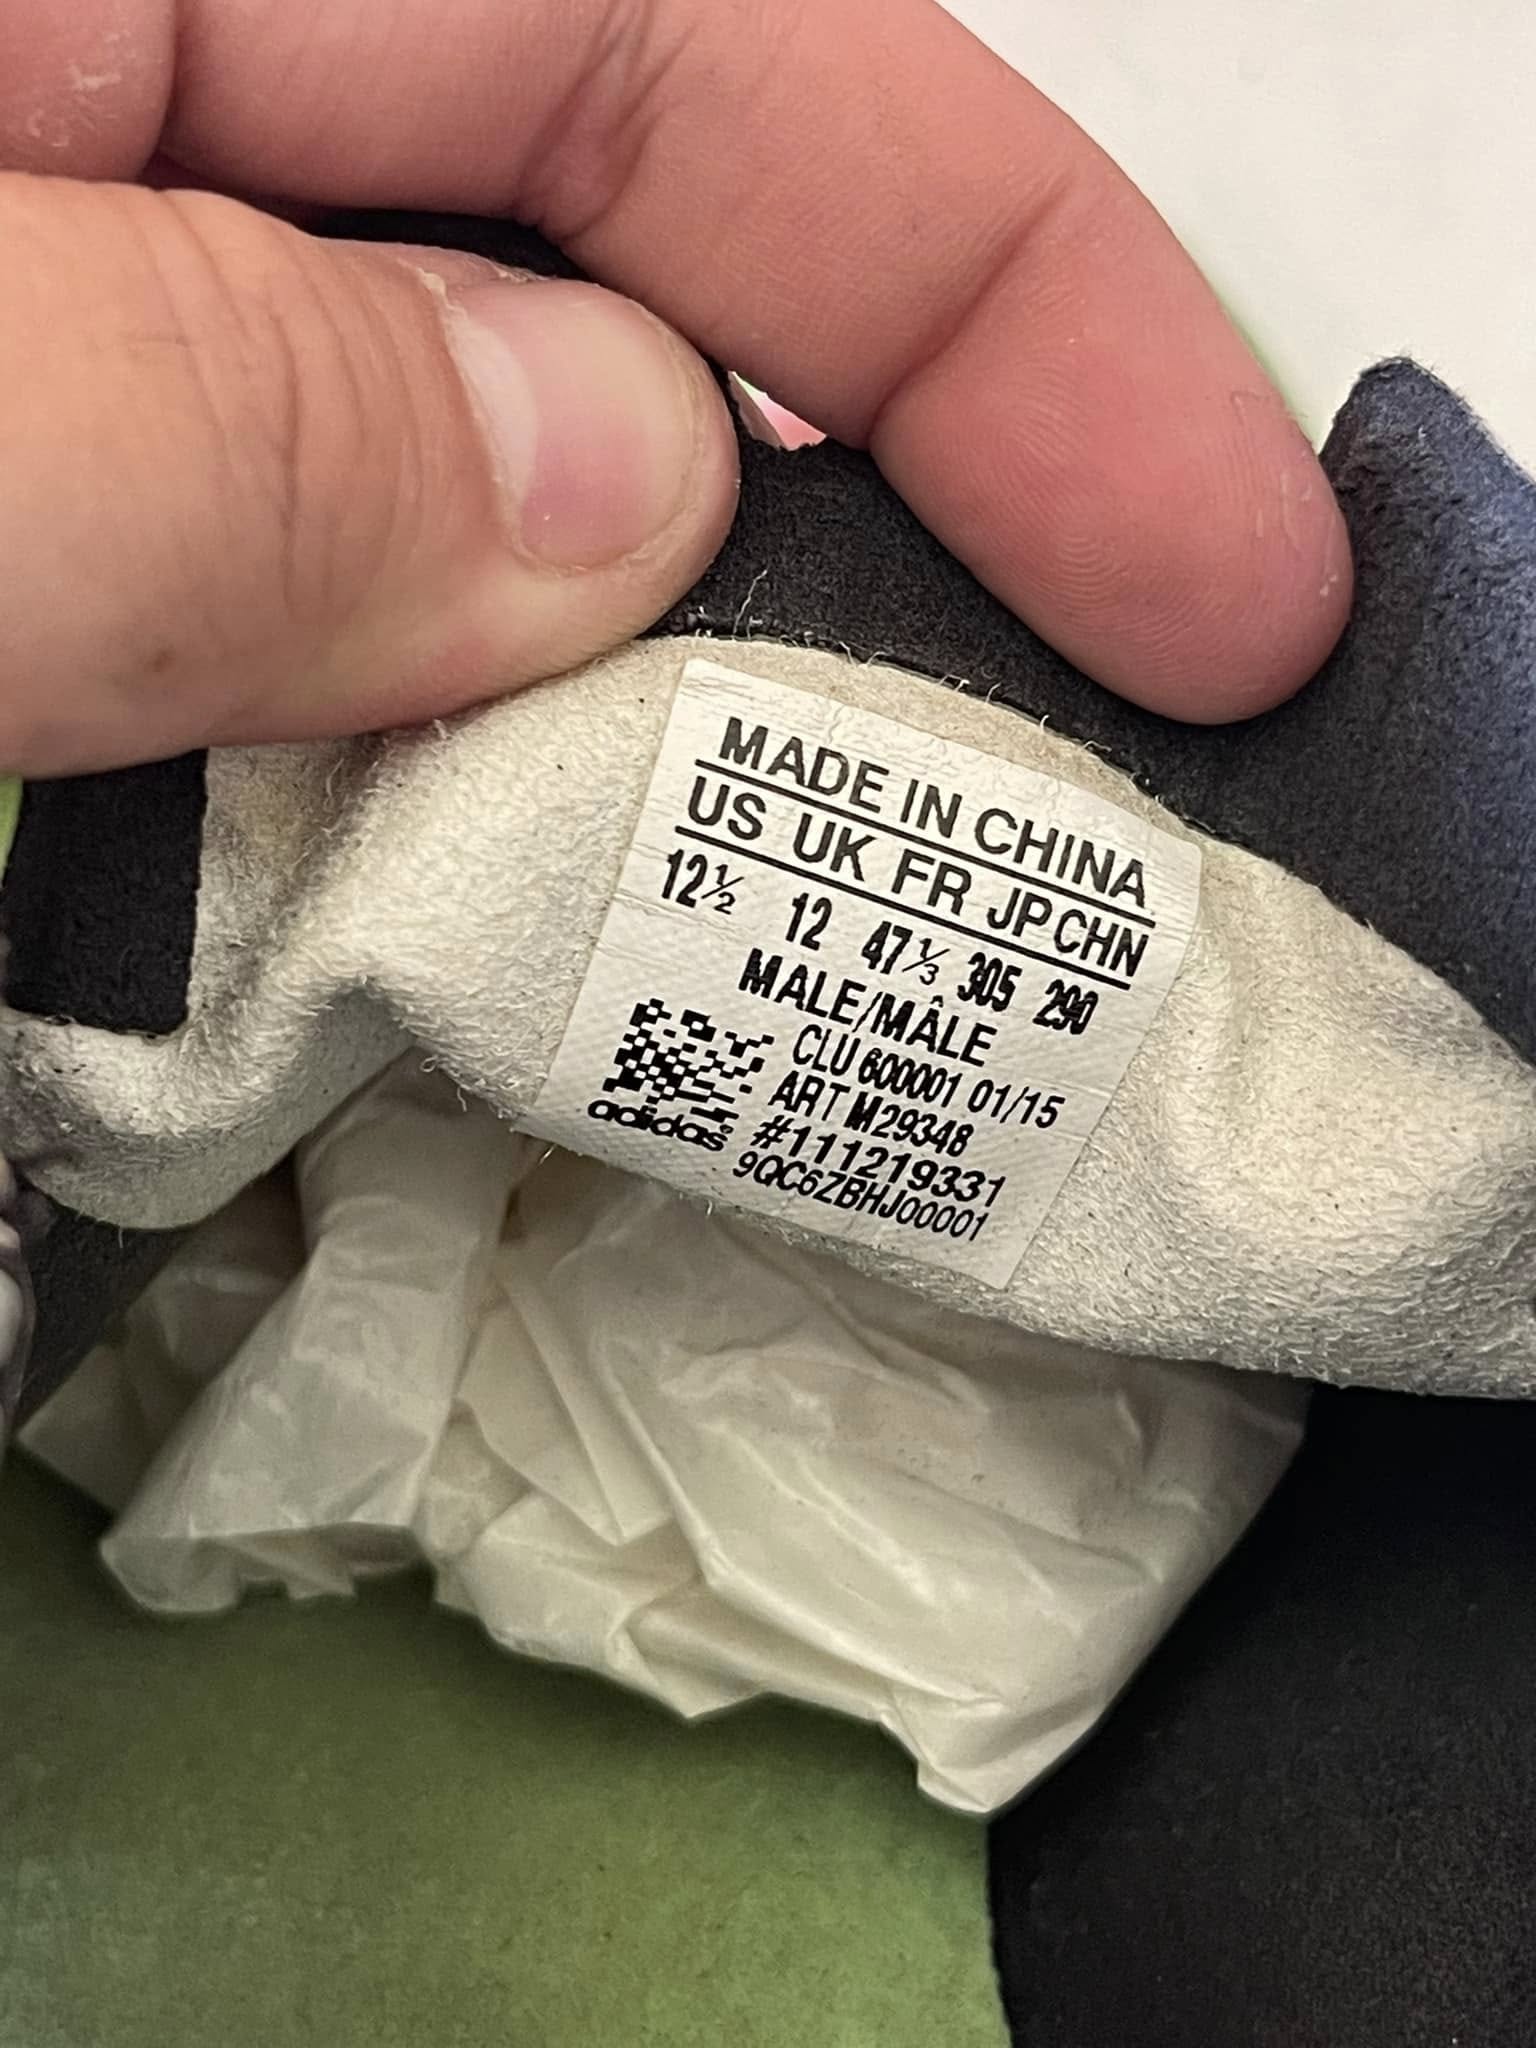 MADE IN CHINA
US UK FR JP CHN
12½ 12 47⅓ 305 290
MALE/MÂLE
CLU 600001 01/15
ART M29348
#111219331
9QC6ZBHJ00001
adidas®